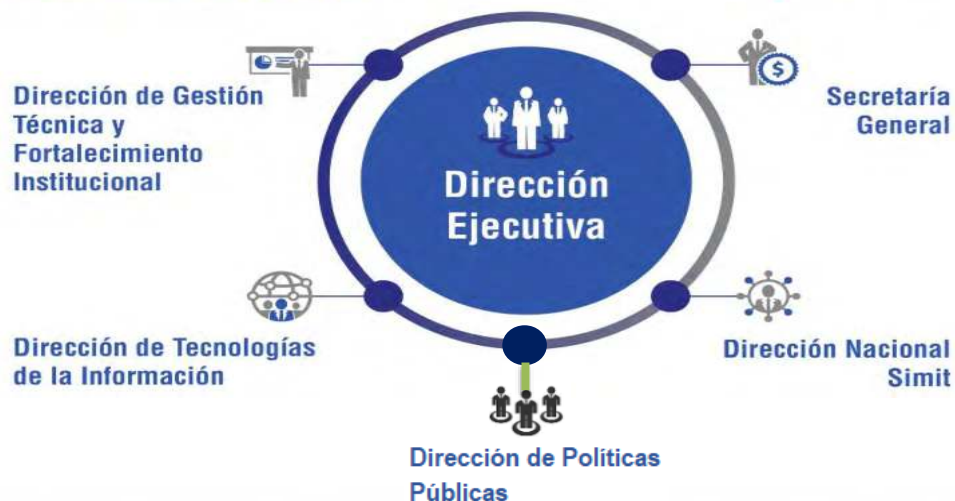 Dirección de Gestión
Técnica y
Fortalecimiento
Institucional
$
Secretaría
General
Dirección
Ejecutiva
Dirección de Tecnologías
de la Información
Dirección Nacional
Simit
Dirección de Políticas
Públicas